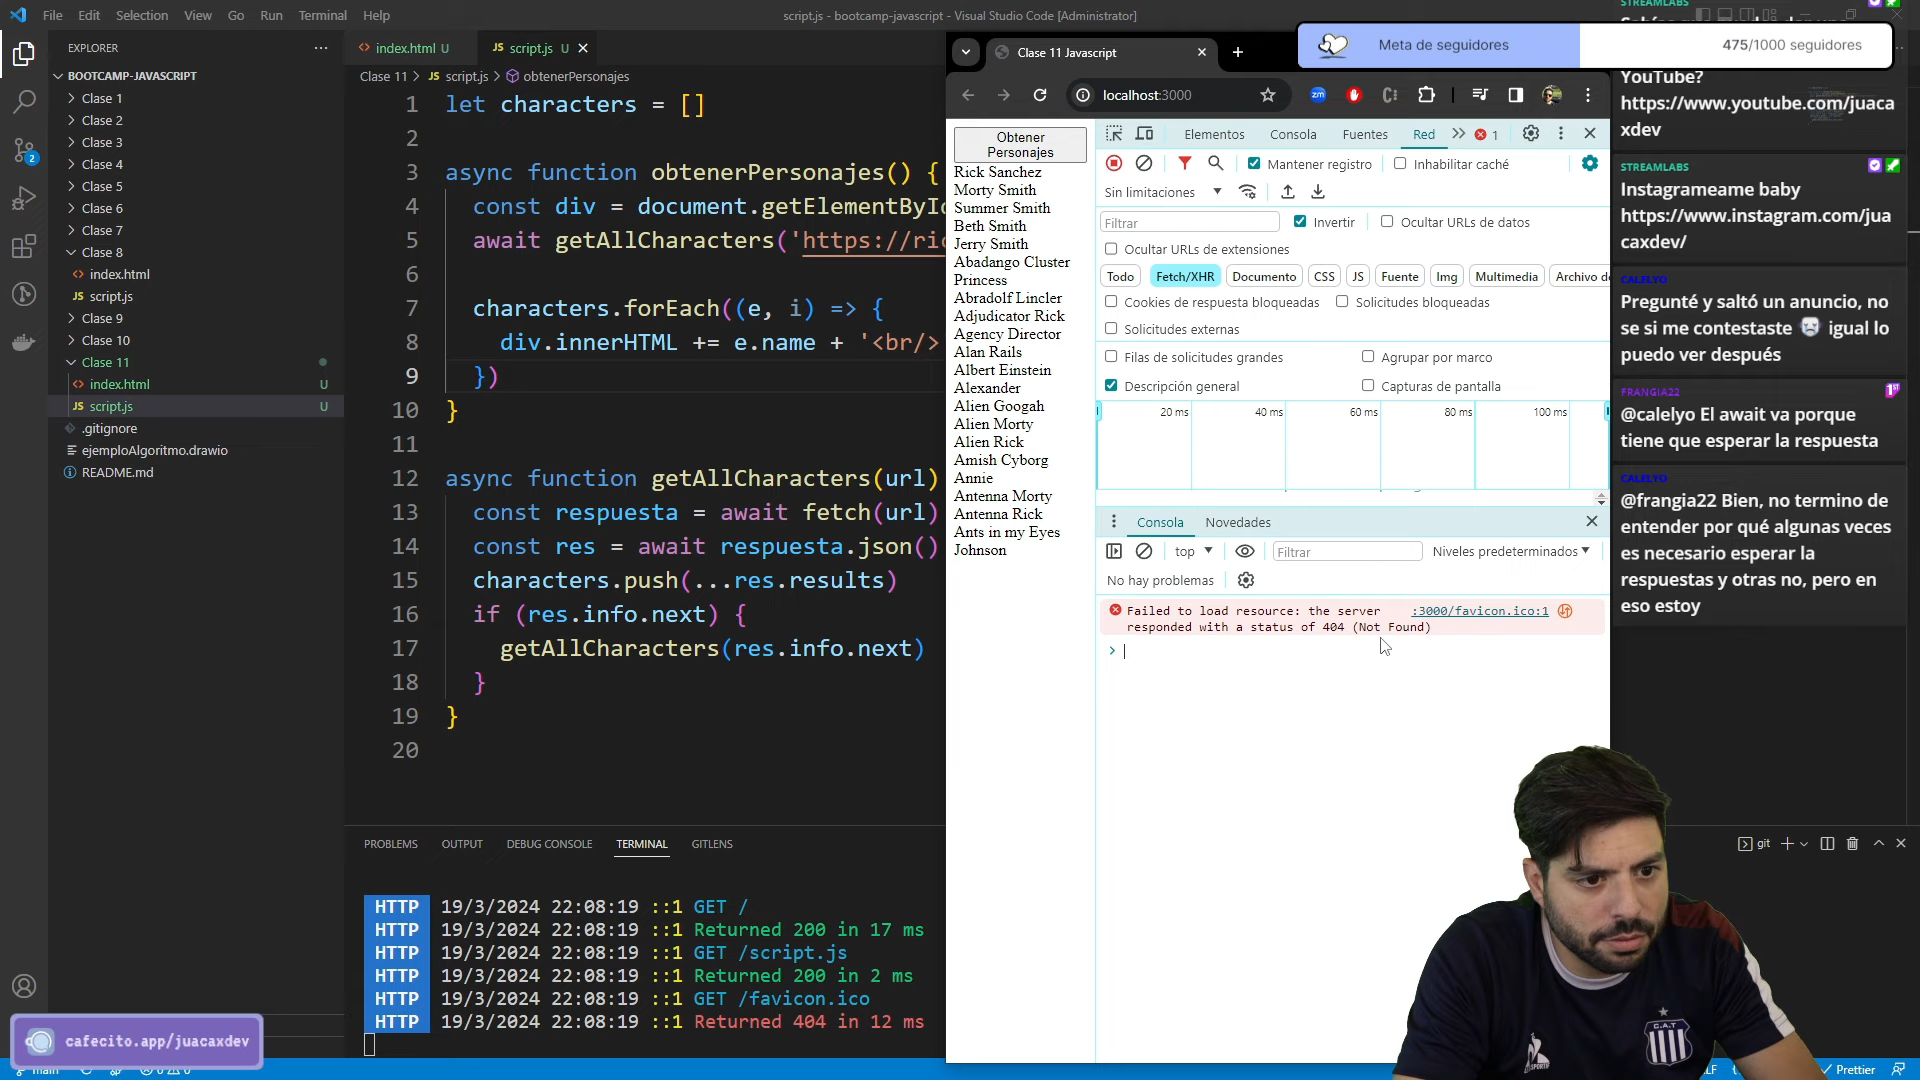 File Edit Selection View Go Run Terminal Help
script.js - bootcamp-javascript - Visual Studio Code [Administrator]
EXPLORER
BOOTCAMP-JAVASCRIPT
Clase 1
Clase 2
Clase 3
Clase 4
Clase 5
Clase 6
Clase 7
Clase 8
index.html
script.js
Clase 9
Clase 10
Clase 11
index.html U
script.js U
.gitignore
ejemploAlgoritmo.drawio
README.md
2
index.html U
JS script.js U
Clase 11 > JS script.js > obtenerPersonajes
1 let characters = []
2
3 async function obtenerPersonajes() {
4 const div = document.getElementById
5 await getAllCharacters('https://ric
6
7 characters.forEach((e, i) => {
8 div.innerHTML += e.name + '<br/>
9 })
10 }
11
12 async function getAllCharacters(url)
13 const respuesta = await fetch(url)
14 const res = await respuesta.json()
15 characters.push(...res.results)
16 if (res.info.next) {
17 getAllCharacters(res.info.next)
18 }
19 }
20
PROBLEMS OUTPUT DEBUG CONSOLE TERMINAL GITLENS
HTTP 19/3/2024 22:08:19 ::1 GET /
HTTP 19/3/2024 22:08:19 ::1 Returned 200 in 17 ms
HTTP 19/3/2024 22:08:19 ::1 GET /script.js
HTTP 19/3/2024 22:08:19 ::1 Returned 200 in 2 ms
HTTP 19/3/2024 22:08:19 ::1 GET /favicon.ico
HTTP 19/3/2024 22:08:19 ::1 Returned 404 in 12 ms
git
cafecito.app/juacaxdev
main
Prettier
Clase 11 Javascript
localhost:3000
Obtener
Personajes
Rick Sanchez
Morty Smith
Summer Smith
Beth Smith
Jerry Smith
Abadango Cluster
Princess
Abradolf Lincler
Adjudicator Rick
Agency Director
Alan Rails
Albert Einstein
Alexander
Alien Googah
Alien Morty
Alien Rick
Amish Cyborg
Annie
Antenna Morty
Antenna Rick
Ants in my Eyes
Johnson
Elementos Consola Fuentes Red 1
Mantener registro Inhabilitar caché
Sin limitaciones
Filtrar Invertir Ocultar URLs de datos
Ocultar URLs de extensiones
Todo Fetch/XHR Documento CSS JS Fuente Img Multimedia Archivo de
Cookies de respuesta bloqueadas Solicitudes bloqueadas
Solicitudes externas
Filas de solicitudes grandes Agrupar por marco
Descripción general Capturas de pantalla
20 ms 40 ms 60 ms 80 ms 100 ms
Consola Novedades
top Filtrar Niveles predeterminados
No hay problemas
Failed to load resource: the server :3000/favicon.ico:1
responded with a status of 404 (Not Found)
Meta de seguidores 475/1000 seguidores
STREAMLABS
YouTube?
https://www.youtube.com/juaca
xdev
STREAMLABS
Instagrameame baby
https://www.instagram.com/jua
caxdev/
CALELYO
Pregunté y saltó un anuncio, no
se si me contestaste igual lo
puedo ver después
FRANGIA22
@calelyo El await va porque
tiene que esperar la respuesta
CALELYO
@frangia22 Bien, no termino de
entender por qué algunas veces
es necesario esperar la
respuestas y otras no, pero en
eso estoy
C.A.T